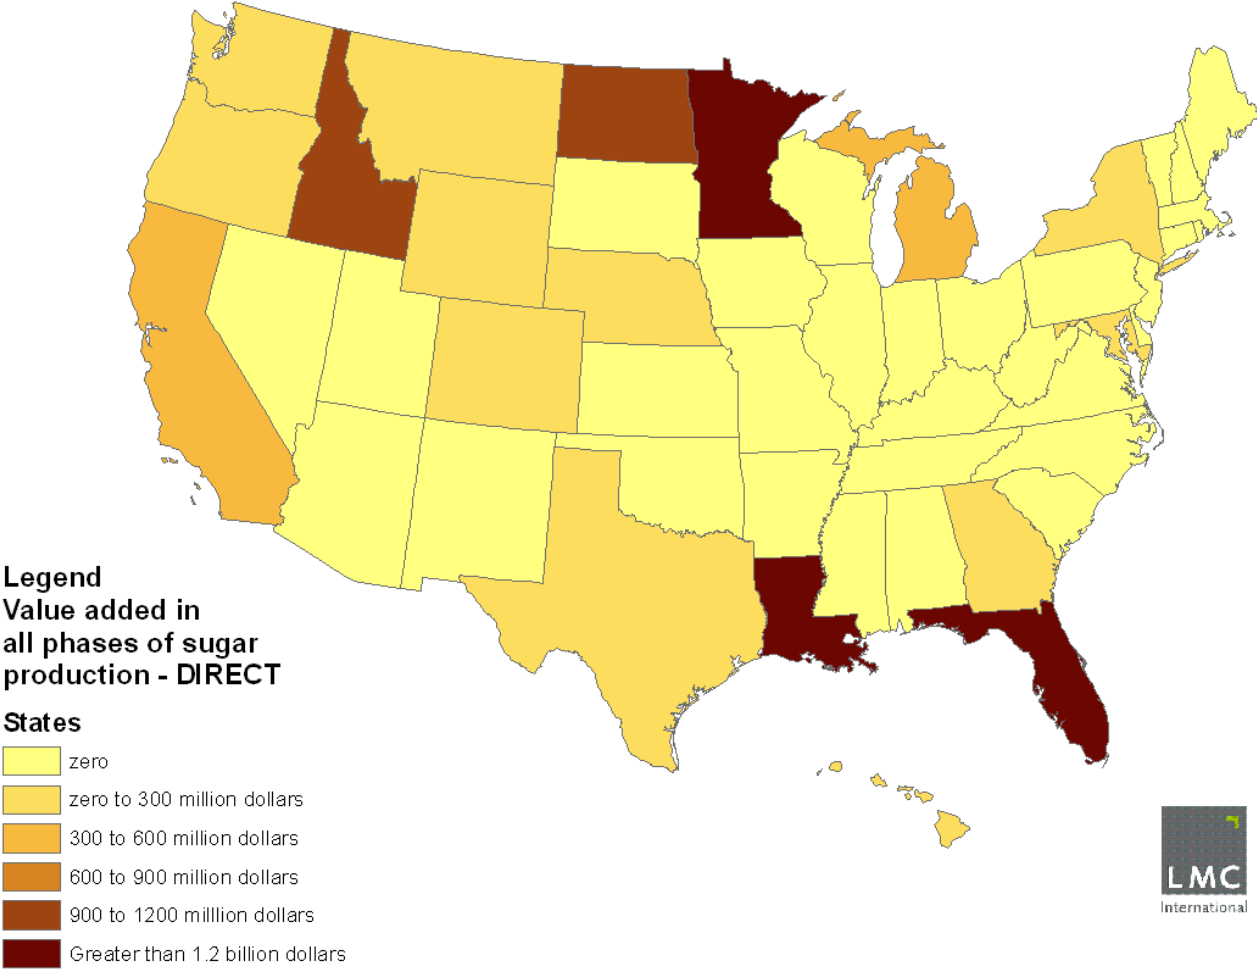 Legend
Value added in
all phases of sugar
production - DIRECT
States
zero
zero to 300 million dollars
300 to 600 million dollars
600 to 900 million dollars
900 to 1200 milllion dollars
Greater than 1.2 billion dollars
LMC
International